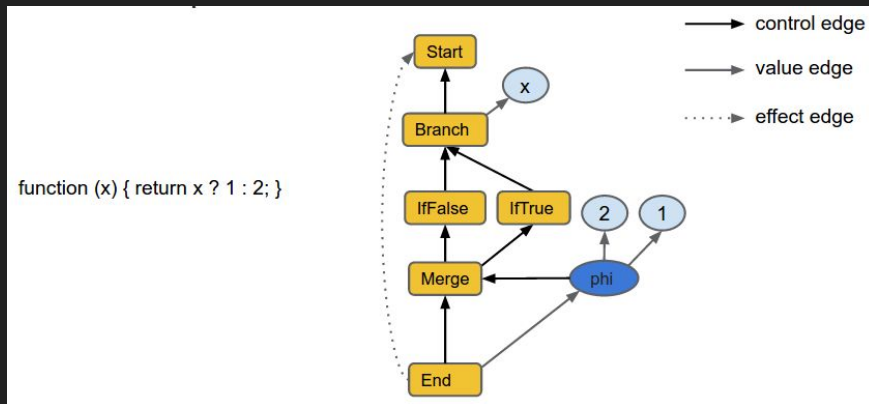 control edge
Start
value edge
x
effect edge
Branch
function (x) { return x ? 1 : 2; }
IfFalse
IfTrue
2
1
Merge
phi
End